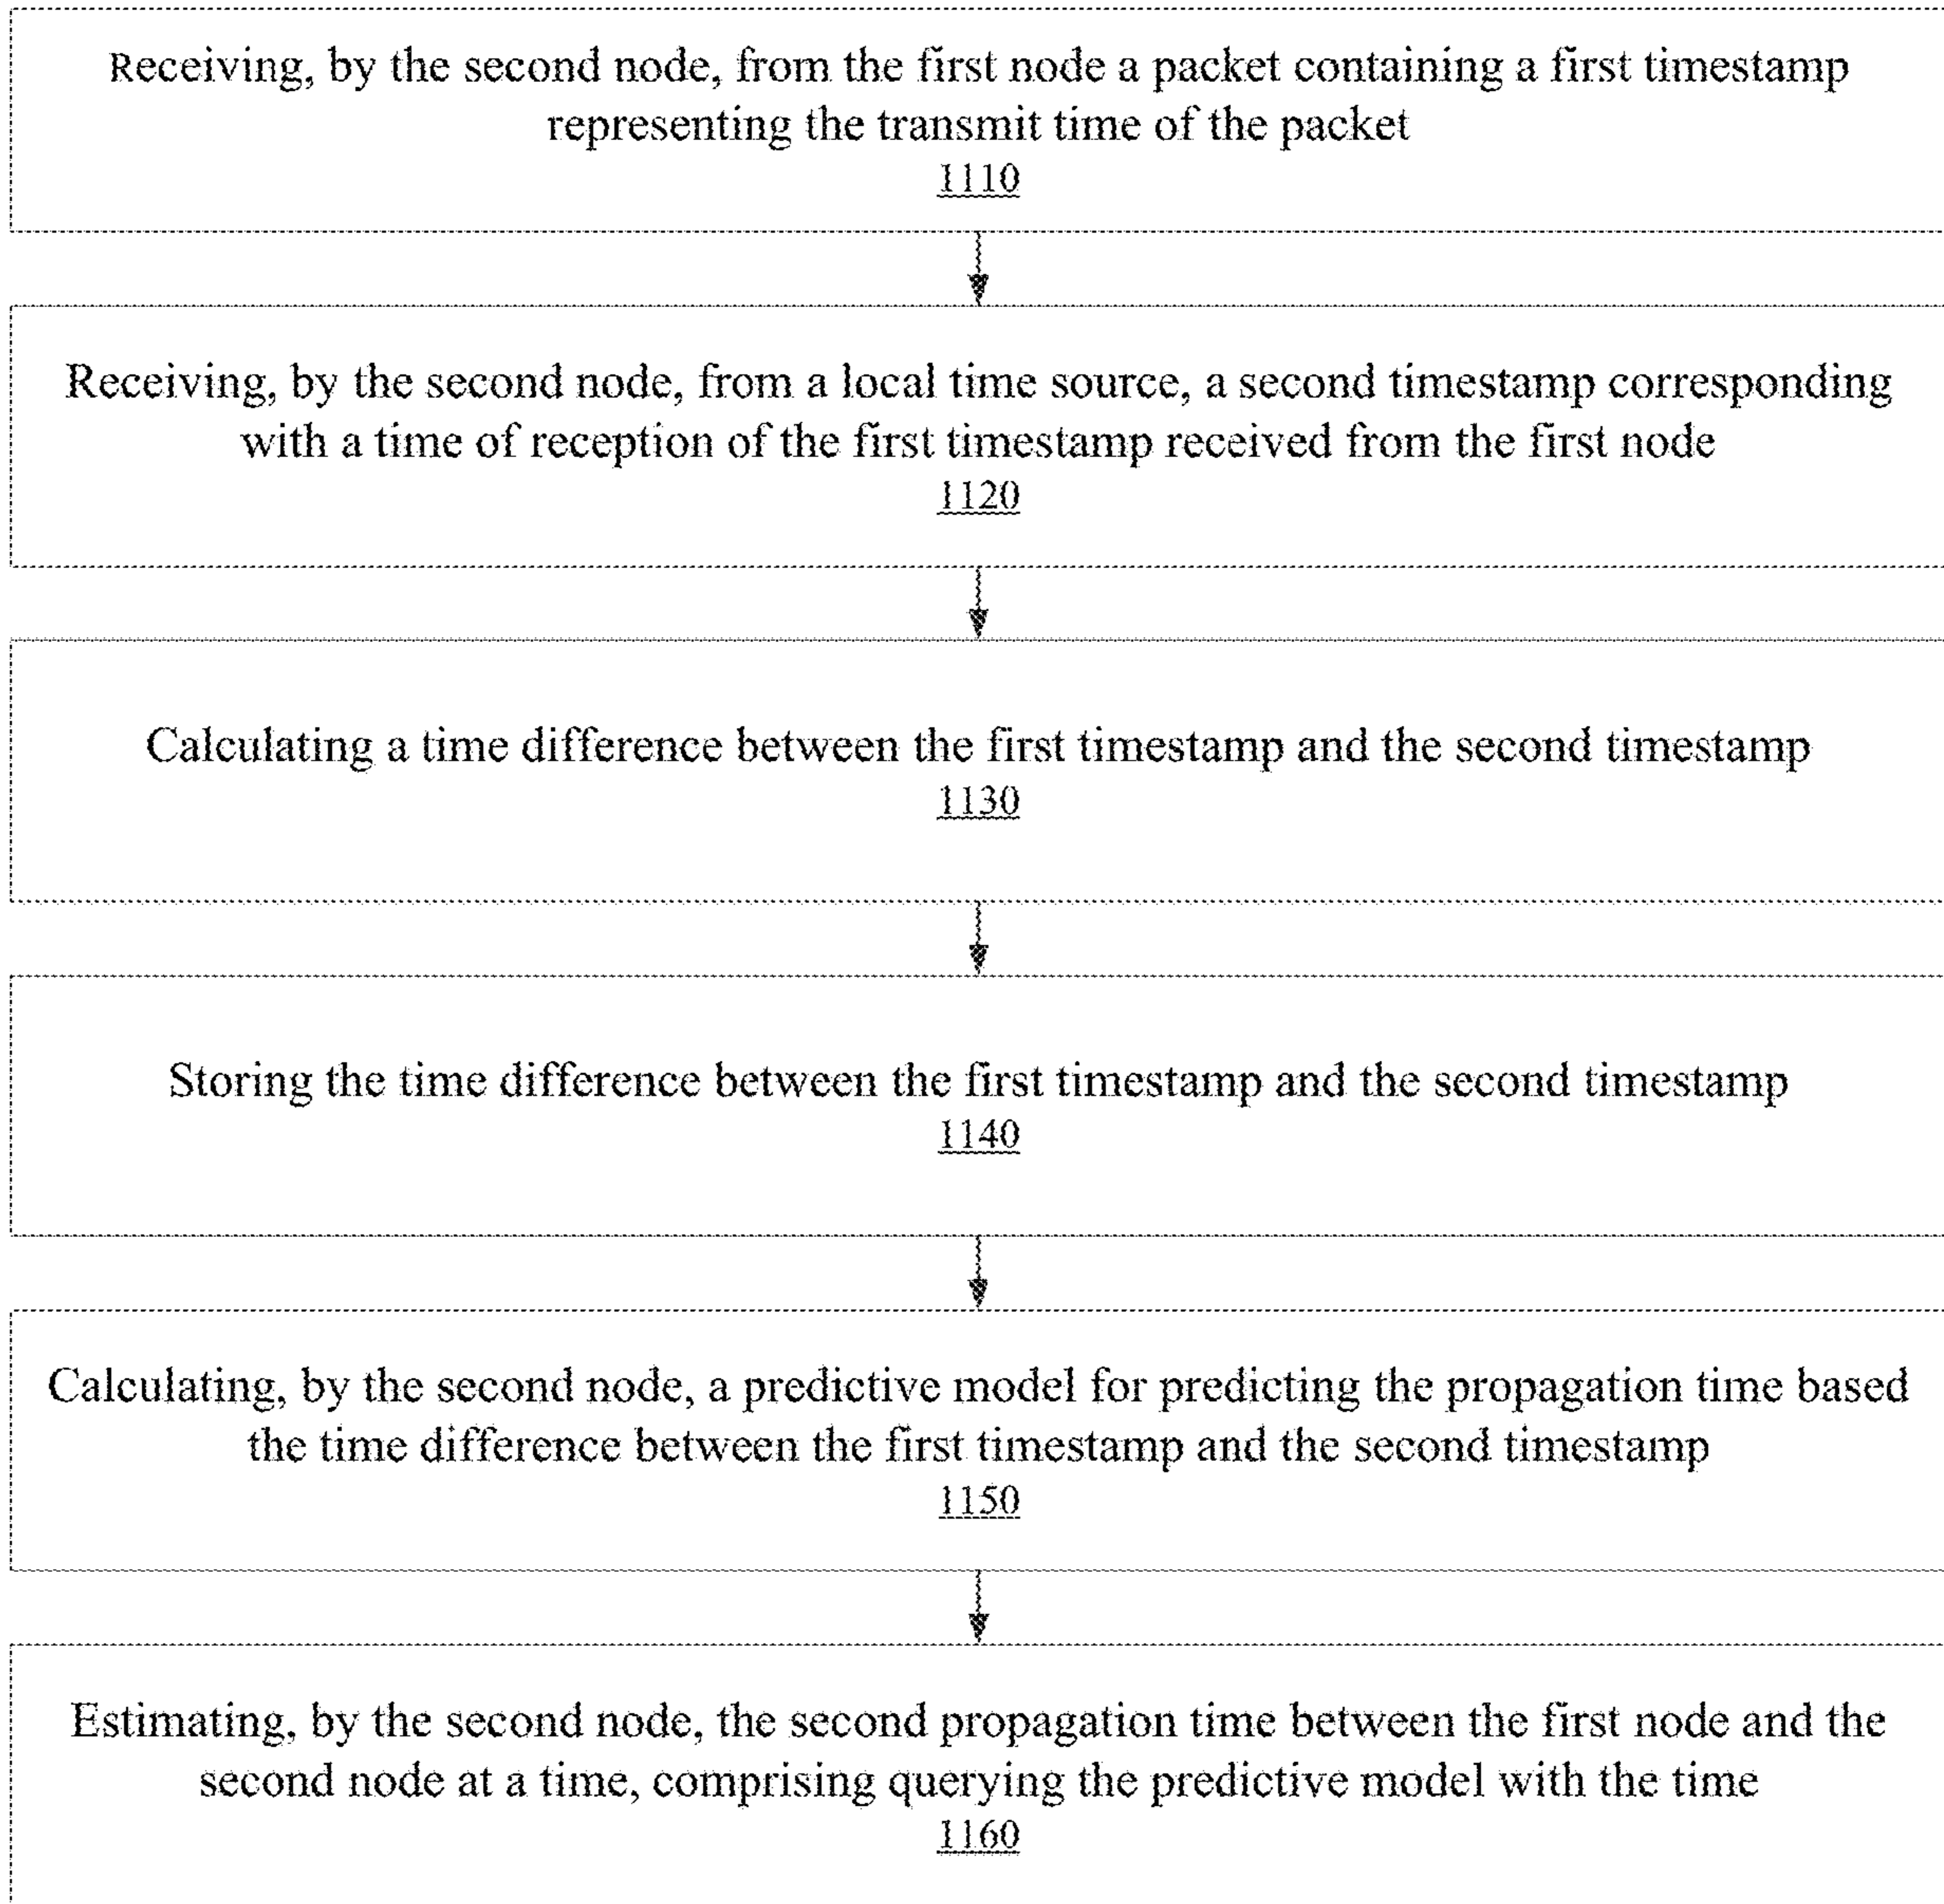 Receiving, by the second node, from the first node a packet containing a first timestamp
representing the transmit time of the packet
1110
Receiving, by the second node, from a local time source, a second timestamp corresponding
with a time of reception of the first timestamp received from the first node
1120
Calculating a time difference between the first timestamp and the second timestamp
1130
Storing the time difference between the first timestamp and the second timestamp
1140
Calculating, by the second node, a predictive model for predicting the propagation time based
the time difference between the first timestamp and the second timestamp
1150
Estimating, by the second node, the second propagation time between the first node and the
second node at a time, comprising querying the predictive model with the time
1160